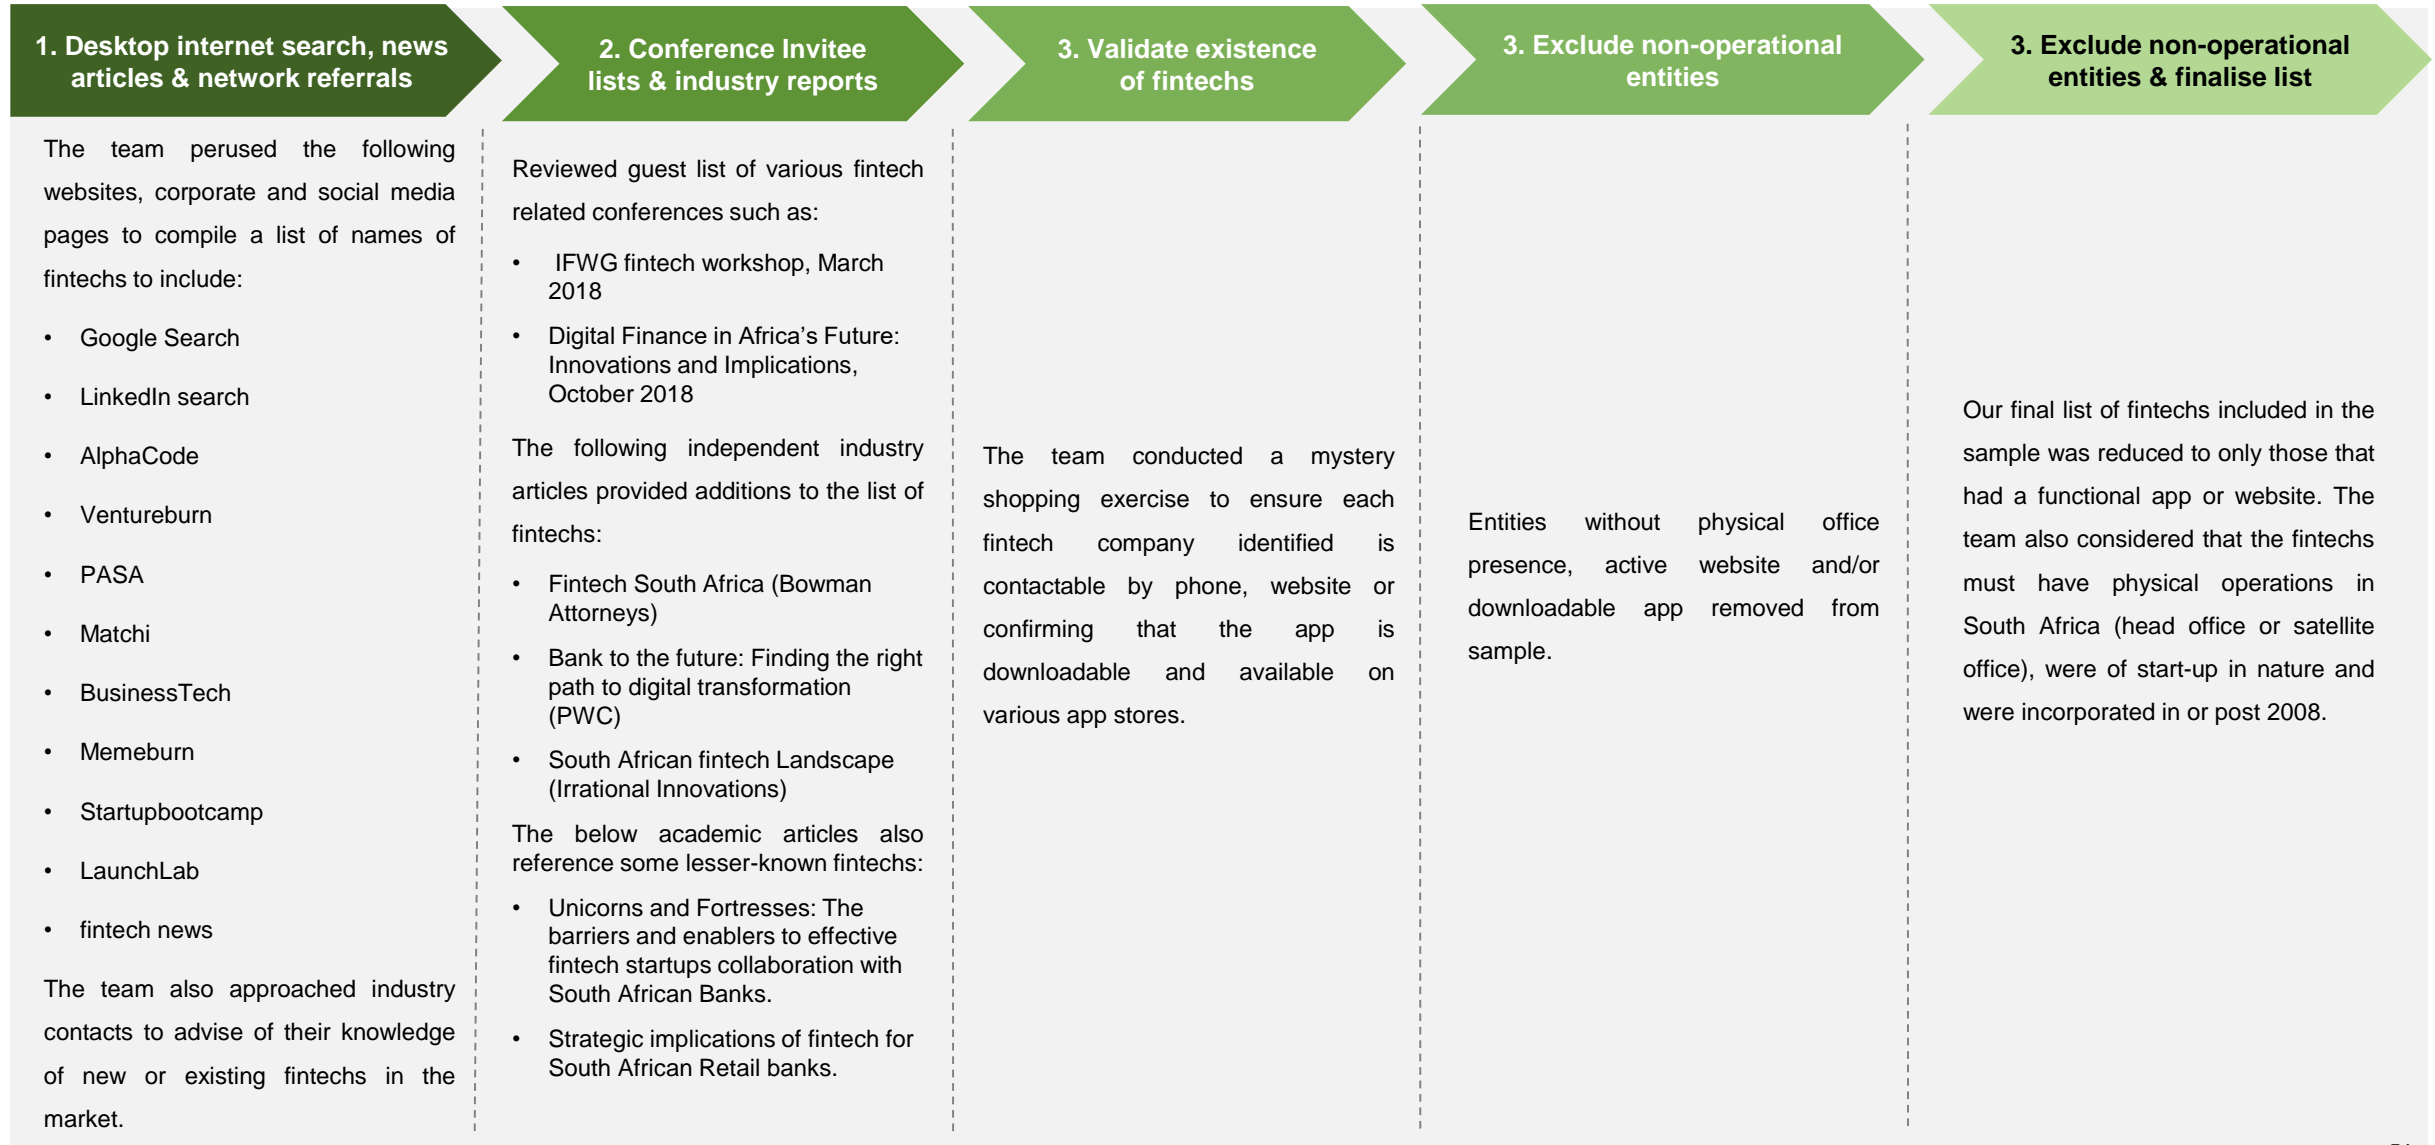 1. Desktop internet search, news
articles & network referrals
The team perused the following
websites, corporate and social media
pages to compile a list of names of
fintechs to include:
• Google Search
• LinkedIn search
• AlphaCode
• Ventureburn
• PASA
• Matchi
• BusinessTech
• Memeburn
• Startupbootcamp
• LaunchLab
• fintech news
The team also approached industry
contacts to advise of their knowledge
of new or existing fintechs in the
market.
2. Conference Invitee
lists & industry reports
Reviewed guest list of various fintech
related conferences such as:
• IFWG fintech workshop, March
2018
• Digital Finance in Africa’s Future:
Innovations and Implications,
October 2018
The following independent industry
articles provided additions to the list of
fintechs:
• Fintech South Africa (Bowman
Attorneys)
• Bank to the future: Finding the right
path to digital transformation
(PWC)
• South African fintech Landscape
(Irrational Innovations)
The below academic articles also
reference some lesser-known fintechs:
• Unicorns and Fortresses: The
barriers and enablers to effective
fintech startups collaboration with
South African Banks.
• Strategic implications of fintech for
South African Retail banks.
3. Validate existence
of fintechs
The team conducted a mystery
shopping exercise to ensure each
fintech company identified is
contactable by phone, website or
confirming that the app is
downloadable and available on
various app stores.
3. Exclude non-operational
entities
Entities without physical office
presence, active website and/or
downloadable app removed from
sample.
3. Exclude non-operational
entities & finalise list
Our final list of fintechs included in the
sample was reduced to only those that
had a functional app or website. The
team also considered that the fintechs
must have physical operations in
South Africa (head office or satellite
office), were of start-up in nature and
were incorporated in or post 2008.